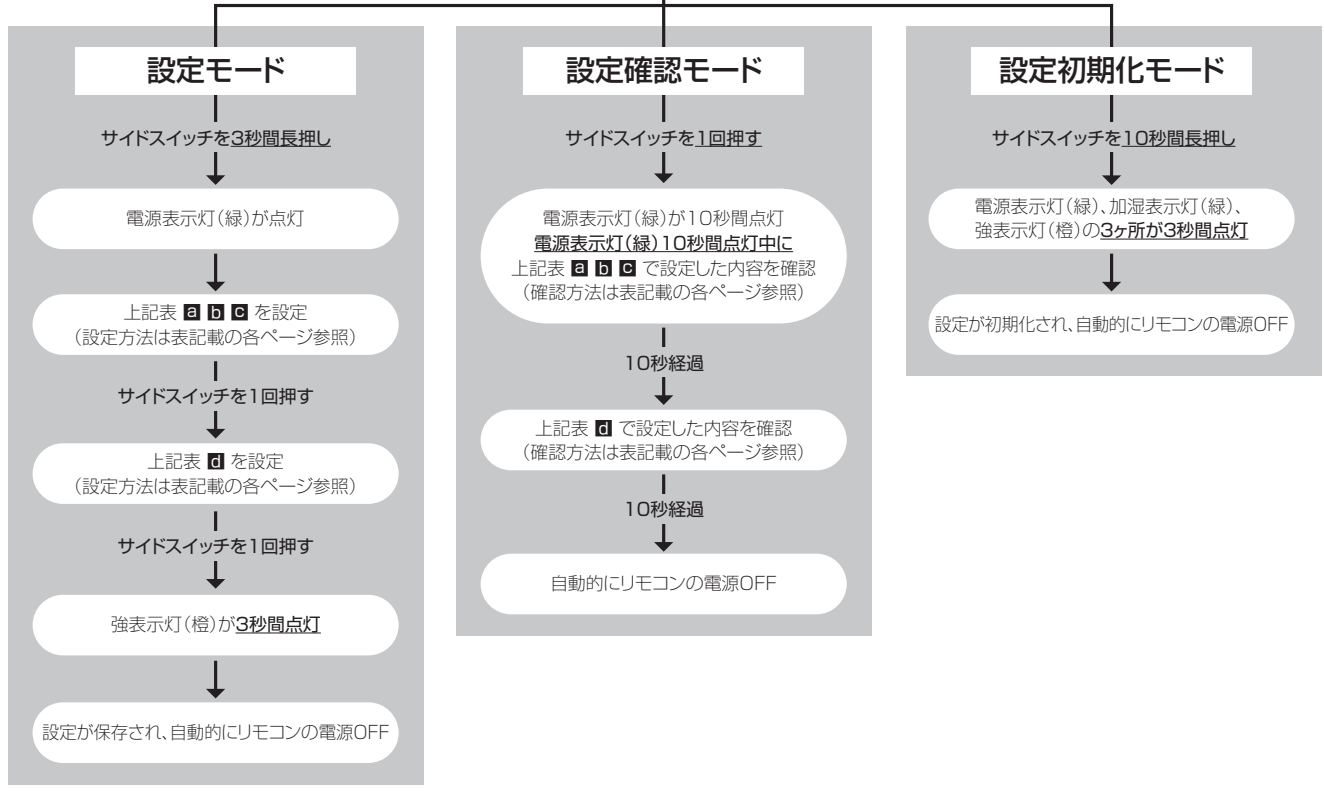 設定モード
サイドスイッチを3秒間長押し
電源表示灯(緑)が点灯
上記表 a b c を設定
(設定方法は表記載の各ページ参照)
サイドスイッチを1回押す
上記表 d を設定
(設定方法は表記載の各ページ参照)
サイドスイッチを1回押す
強表示灯(橙)が3秒間点灯
設定が保存され、自動的にリモコンの電源OFF
設定確認モード
サイドスイッチを1回押す
電源表示灯(緑)が10秒間点灯
電源表示灯(緑)10秒間点灯中に
上記表 a b c で設定した内容を確認
(確認方法は表記載の各ページ参照)
10秒経過
上記表 d で設定した内容を確認
(確認方法は表記載の各ページ参照)
10秒経過
自動的にリモコンの電源OFF
設定初期化モード
サイドスイッチを10秒間長押し
電源表示灯(緑)、加湿表示灯(緑)、
強表示灯(橙)の3ヶ所が3秒間点灯
設定が初期化され、自動的にリモコンの電源OFF